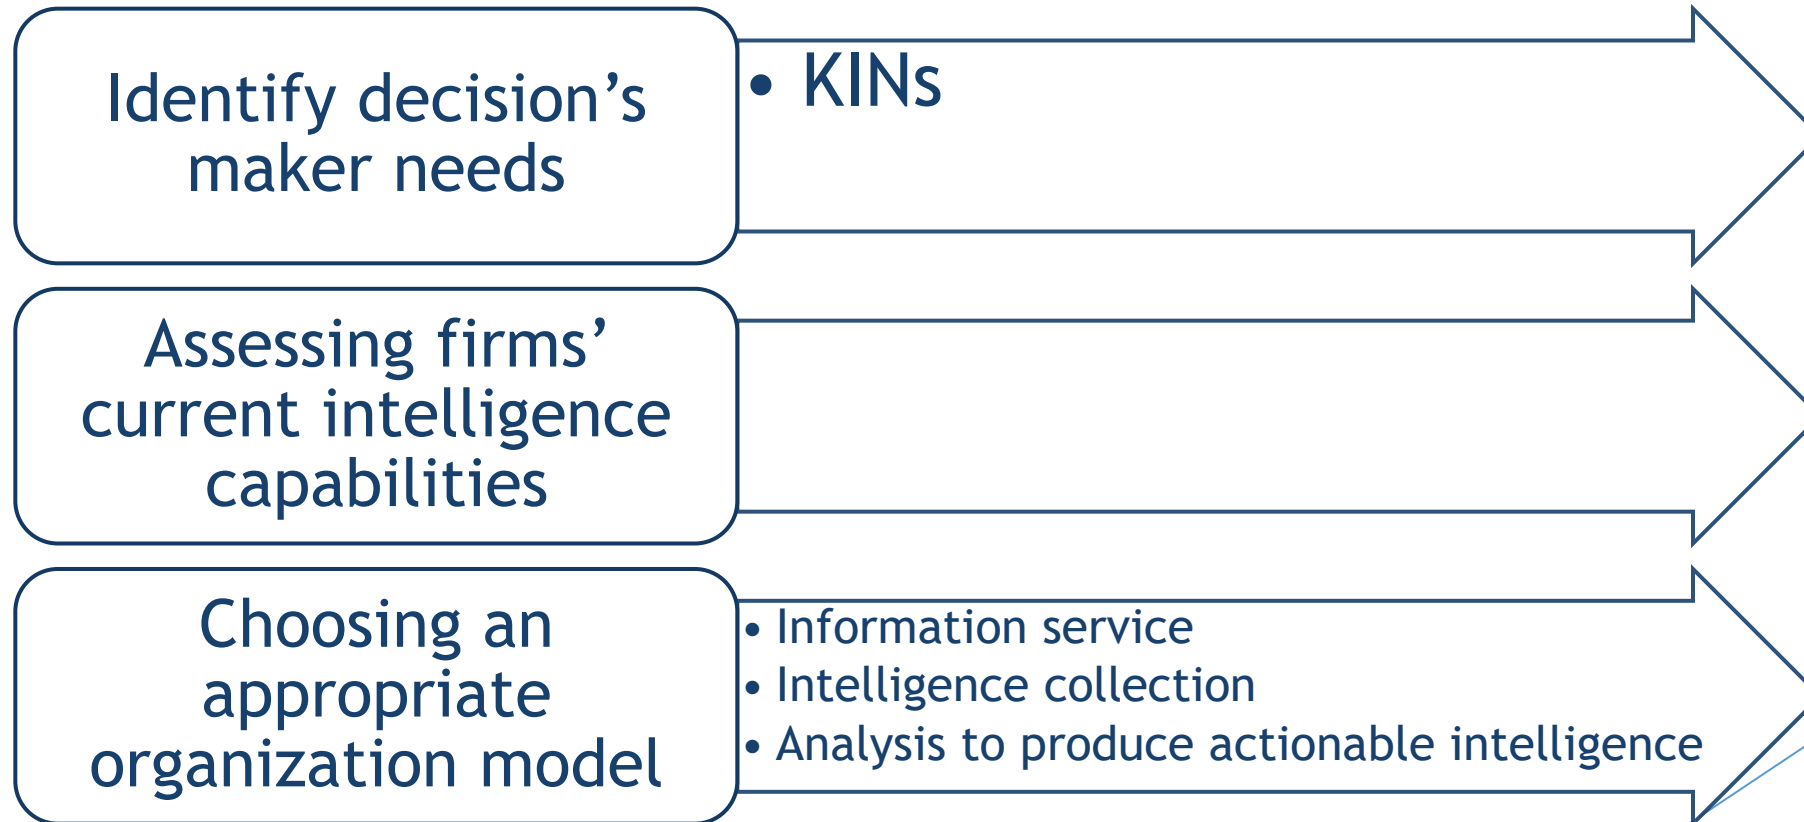 Identify decision’s
maker needs
• KINs
Assessing firms’
current intelligence
capabilities
Choosing an
appropriate
organization model
• Information service
• Intelligence collection
• Analysis to produce actionable intelligence